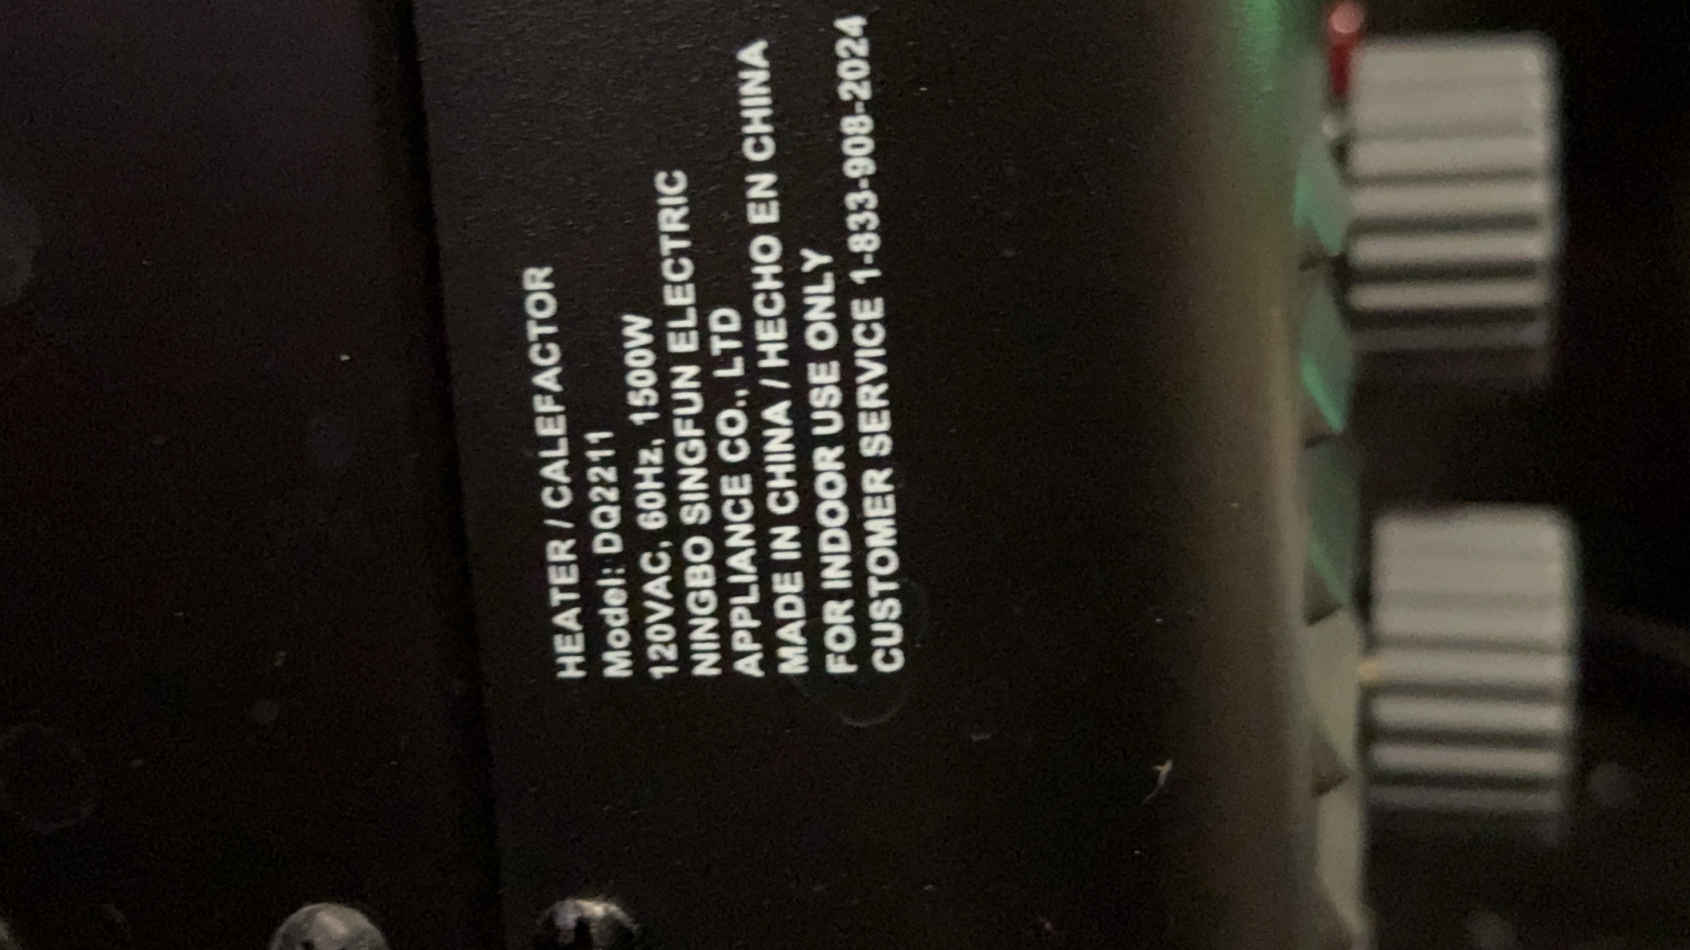 HEATER / CALEFACTOR
Model: DQ2211
120VAC, 60Hz, 1500W
NINGBO SINGFUN ELECTRIC
APPLIANCE CO., LTD
MADE IN CHINA / HECHO EN CHINA
FOR INDOOR USE ONLY
CUSTOMER SERVICE 1-833-908-2024